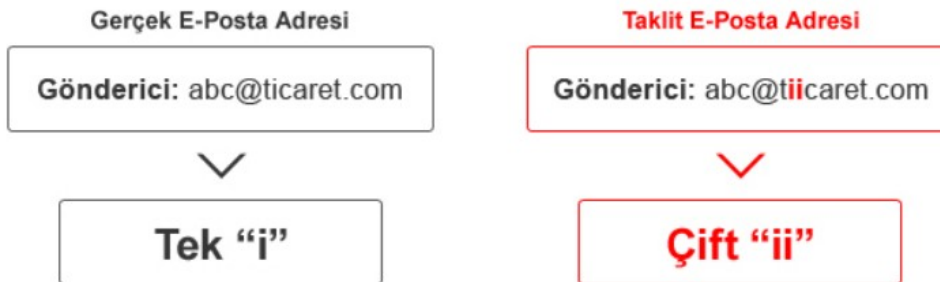 Gerçek E-Posta Adresi
Gönderici: abc@ticaret.com
Tek “i”
Taklit E-Posta Adresi
Gönderici: abc@tiicaret.com
Çift “ii”